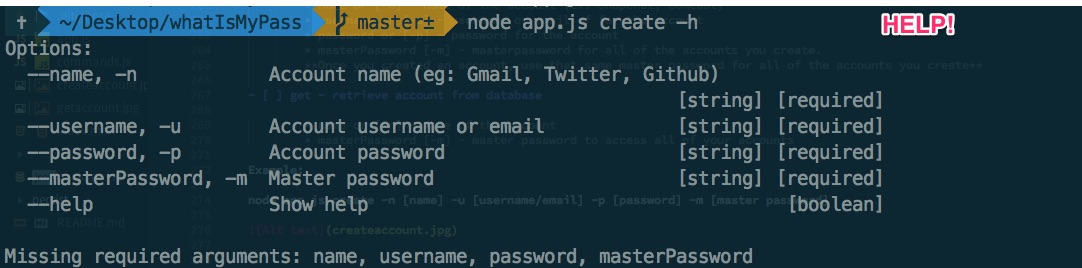 ✝ ~/Desktop/whatIsMyPass master± node app.js create -h HELP!
Options:
--name, -n Account name (eg: Gmail, Twitter, Github)
[string] [required]
--username, -u Account username or email [string] [required]
--password, -p Account password [string] [required]
--masterPassword, -m Master password [string] [required]
--help Show help [boolean]
Missing required arguments: name, username, password, masterPassword